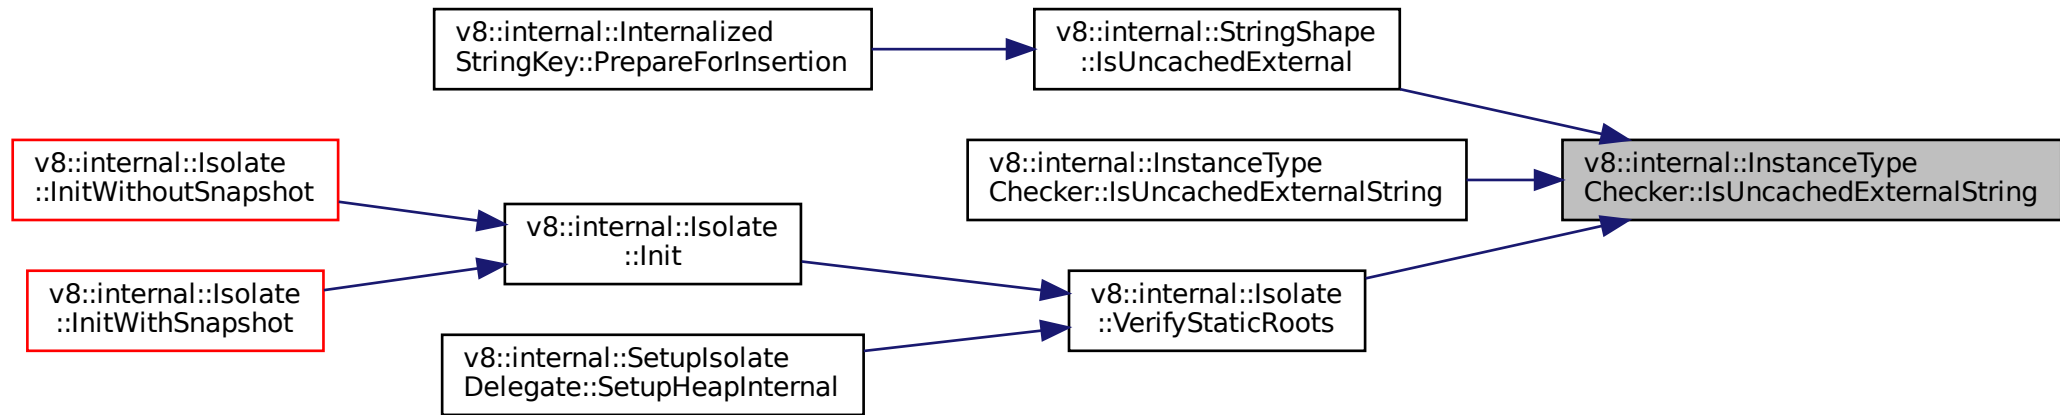 v8::internal::Internalized
StringKey::PrepareForInsertion
v8::internal::StringShape
::IsUncachedExternal
v8::internal::Isolate
::InitWithoutSnapshot
v8::internal::InstanceType
Checker::IsUncachedExternalString
v8::internal::InstanceType
Checker::IsUncachedExternalString
v8::internal::Isolate
::Init
v8::internal::Isolate
::InitWithSnapshot
v8::internal::Isolate
::VerifyStaticRoots
v8::internal::SetupIsolate
Delegate::SetupHeapInternal